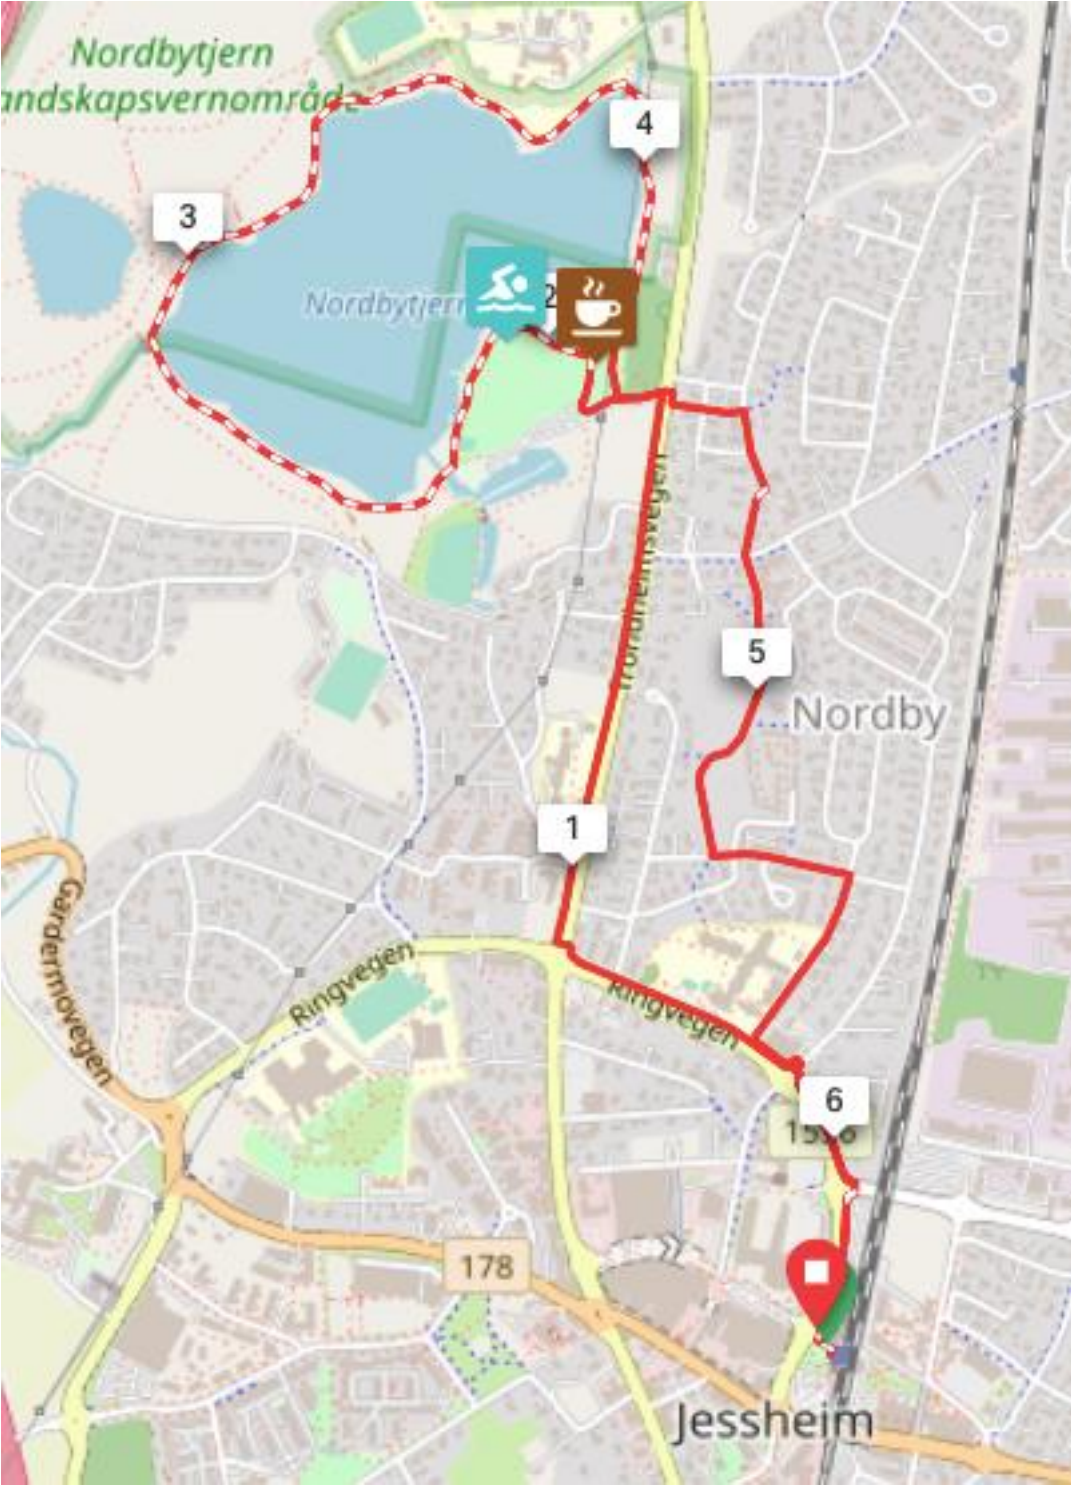 Nordbytjern
andskapsvernområde
4
3
Nordbytjern
2
Trondheimsvegen
5
Nordby
1
Gardermovegen
Ringvegen
Ringvegen
6
178
Jessheim